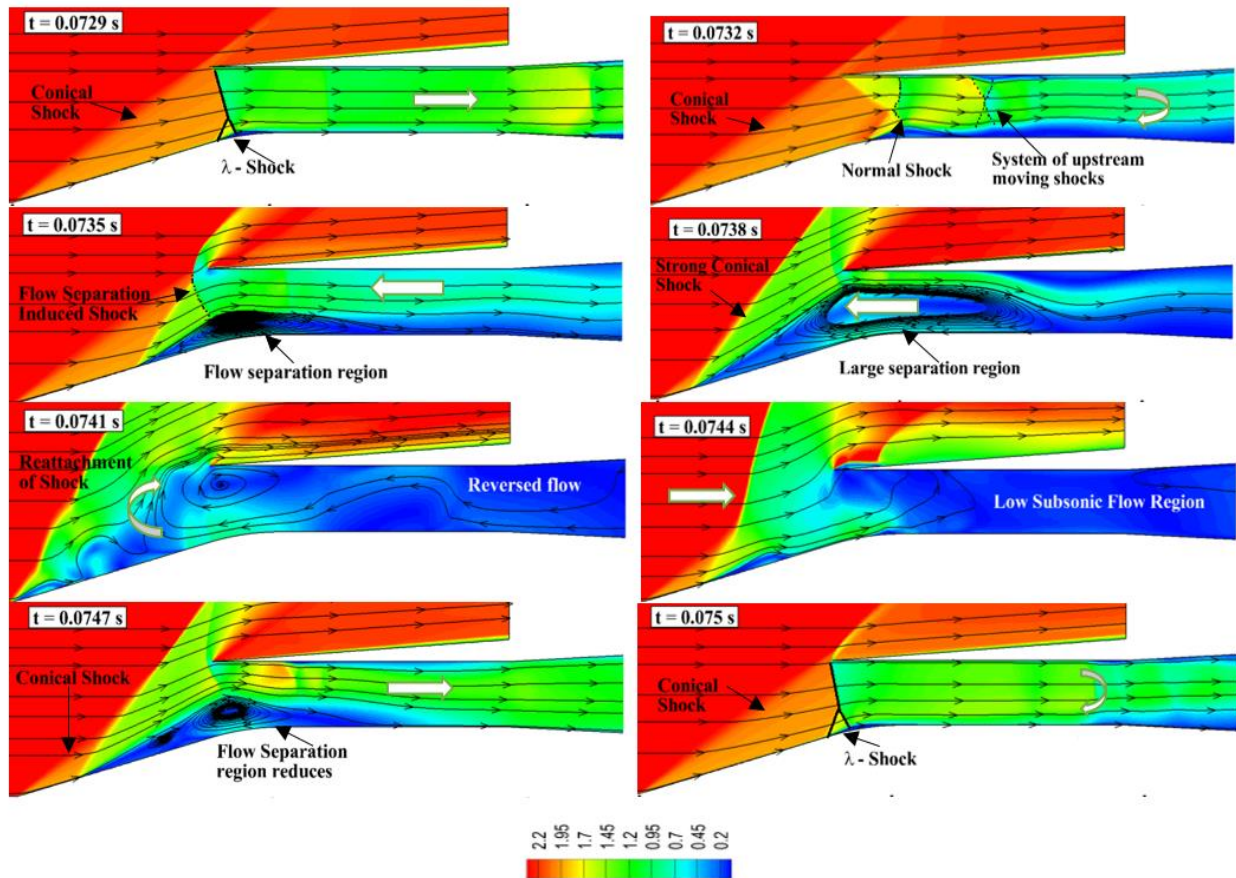 t = 0.0729 s
Conical
Shock
λ - Shock
t = 0.0732 s
Conical
Shock
Normal Shock
System of upstream
moving shocks
t = 0.0735 s
Flow Separation
Induced Shock
Flow separation region
t = 0.0738 s
Strong Conical
Shock
Large separation region
t = 0.0741 s
Reattachment
of Shock
Reversed flow
t = 0.0744 s
Low Subsonic Flow Region
t = 0.0747 s
Conical Shock
Flow Separation
region reduces
t = 0.075 s
Conical
Shock
λ - Shock
2.2
1.95
1.7
1.45
1.2
0.95
0.7
0.45
0.2